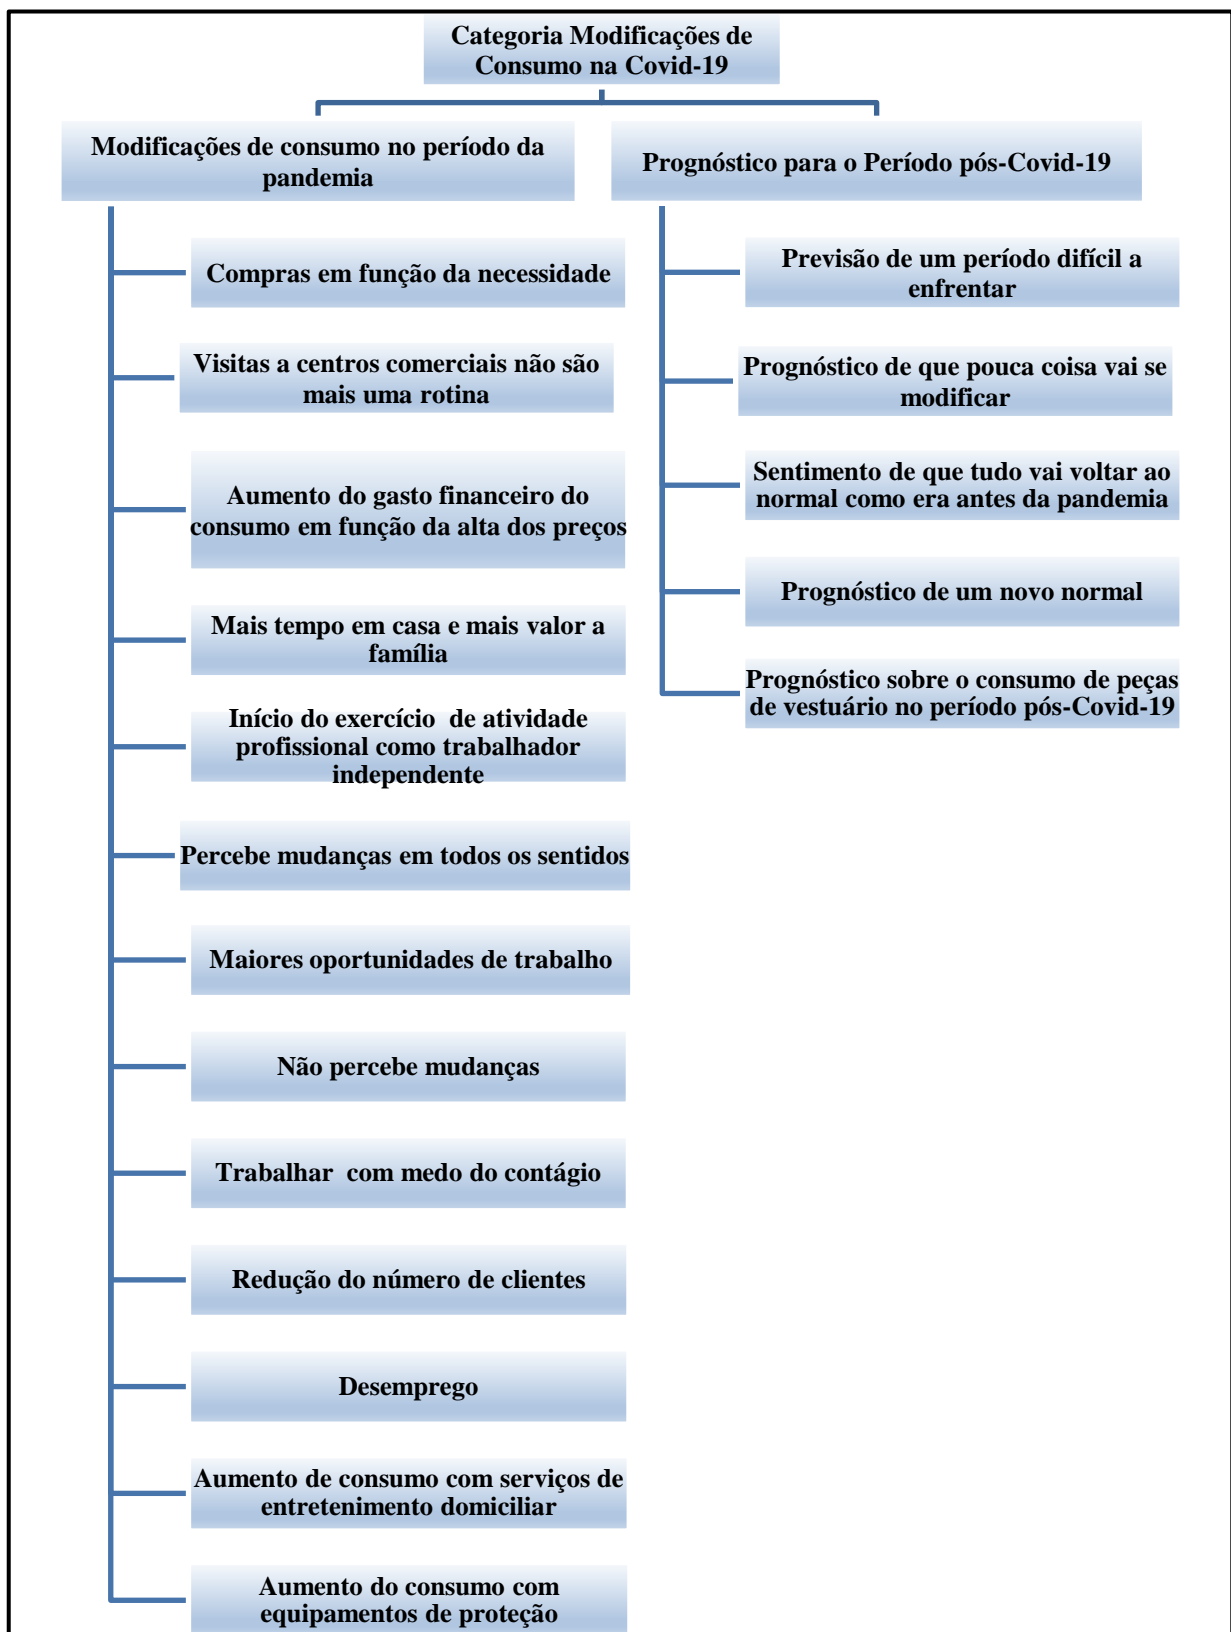 Categoria Modificações de
Consumo na Covid-19
Modificações de consumo no período da
pandemia
Compras em função da necessidade
Visitas a centros comerciais não são
mais uma rotina
Aumento do gasto financeiro do
consumo em função da alta dos preços
Mais tempo em casa e mais valor a
família
Início do exercício  de atividade
profissional como trabalhador
independente
Percebe mudanças em todos os sentidos
Maiores oportunidades de trabalho
Não percebe mudanças
Trabalhar  com medo do contágio
Redução do número de clientes
Desemprego
Aumento de consumo com serviços de
entretenimento domiciliar
Aumento do consumo com
equipamentos de proteção
Prognóstico para o Período pós-Covid-19
Previsão de um período difícil a
enfrentar
Prognóstico de que pouca coisa vai se
modificar
Sentimento de que tudo vai voltar ao
normal como era antes da pandemia
Prognóstico de um novo normal
Prognóstico sobre o consumo de peças
de vestuário no período pós-Covid-19